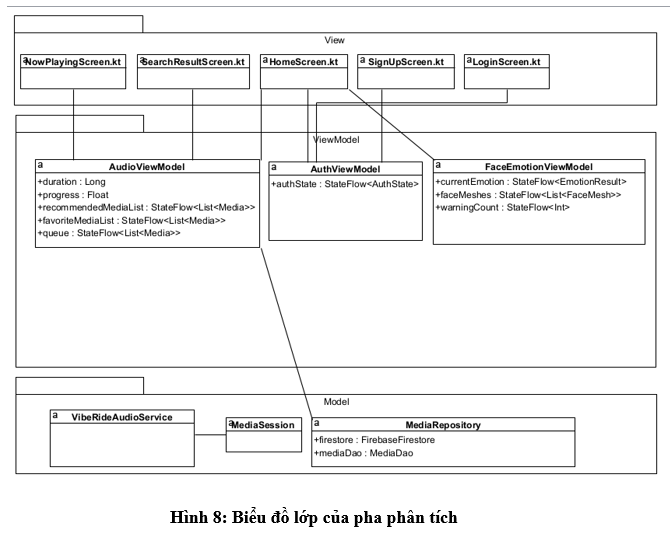 View
a NowPlayingScreen.kt
a SearchResultScreen.kt
a HomeScreen.kt
a SignUpScreen.kt
a LoginScreen.kt
ViewModel
a
AudioViewModel
+duration : Long
+progress : Float
+recommendedMediaList : StateFlow<List<Media>>
+favoriteMediaList : StateFlow<List<Media>>
+queue : StateFlow<List<Media>>
a
AuthViewModel
+authState : StateFlow<AuthState>
a
FaceEmotionViewModel
+currentEmotion : StateFlow<EmotionResult>
+faceMeshes : StateFlow<List<FaceMesh>>
+warningCount : StateFlow<Int>
Model
a
VibeRideAudioService
a MediaSession
a
MediaRepository
+firestore : FirebaseFirestore
+mediaDao : MediaDao
Hình 8: Biểu đồ lớp của pha phân tích